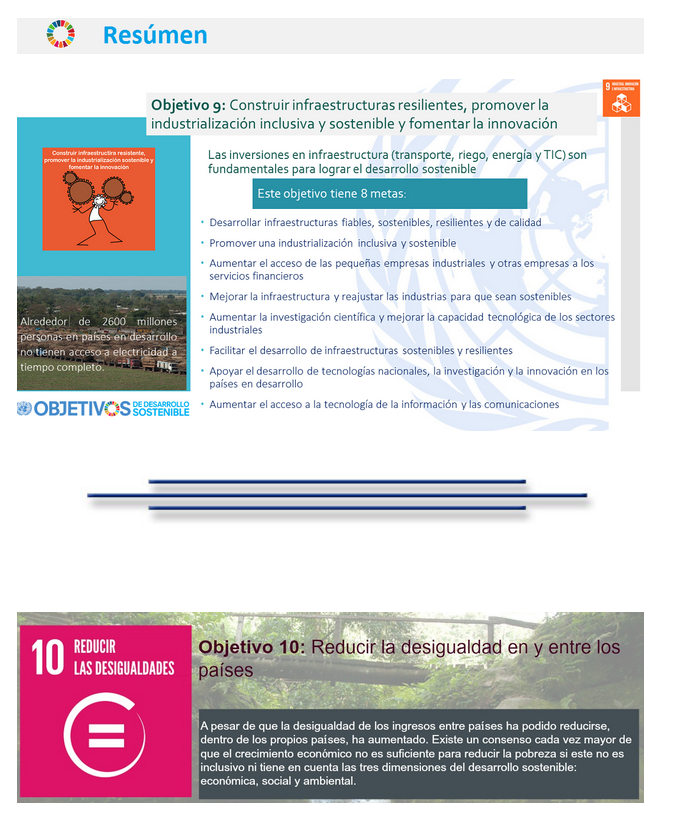 Resúmen
9 INDUSTRIA, INNOVACIÓN
E INFRAESTRUCTURA
Objetivo 9: Construir infraestructuras resilientes, promover la
industrialización inclusiva y sostenible y fomentar la innovación
Construir infraestructira resistente,
promover la industrialización sostenible y
fomentar la innovación
Las inversiones en infraestructura (transporte, riego, energía y TIC) son
fundamentales para lograr el desarrollo sostenible
Este objetivo tiene 8 metas:
• Desarrollar infraestructuras fiables, sostenibles, resilientes y de calidad
• Promover una industrialización inclusiva y sostenible
• Aumentar el acceso de las pequeñas empresas industriales y otras empresas a los
servicios financieros
• Mejorar la infraestructura y reajustar las industrias para que sean sostenibles
• Aumentar la investigación científica y mejorar la capacidad tecnológica de los sectores
industriales
• Facilitar el desarrollo de infraestructuras sostenibles y resilientes
• Apoyar el desarrollo de tecnologías nacionales, la investigación y la innovación en los
países en desarrollo
• Aumentar el acceso a la tecnología de la información y las comunicaciones
Alrededor de 2600 millones
personas en países en desarrollo
no tienen acceso a electricidad a
tiempo completo.
OBJETIVOS DE DESARROLLO
SOSTENIBLE
10 REDUCIR
LAS DESIGUALDADES
Objetivo 10: Reducir la desigualdad en y entre los
países
A pesar de que la desigualdad de los ingresos entre países ha podido reducirse,
dentro de los propios países, ha aumentado. Existe un consenso cada vez mayor de
que el crecimiento económico no es suficiente para reducir la pobreza si este no es
inclusivo ni tiene en cuenta las tres dimensiones del desarrollo sostenible:
económica, social y ambiental.